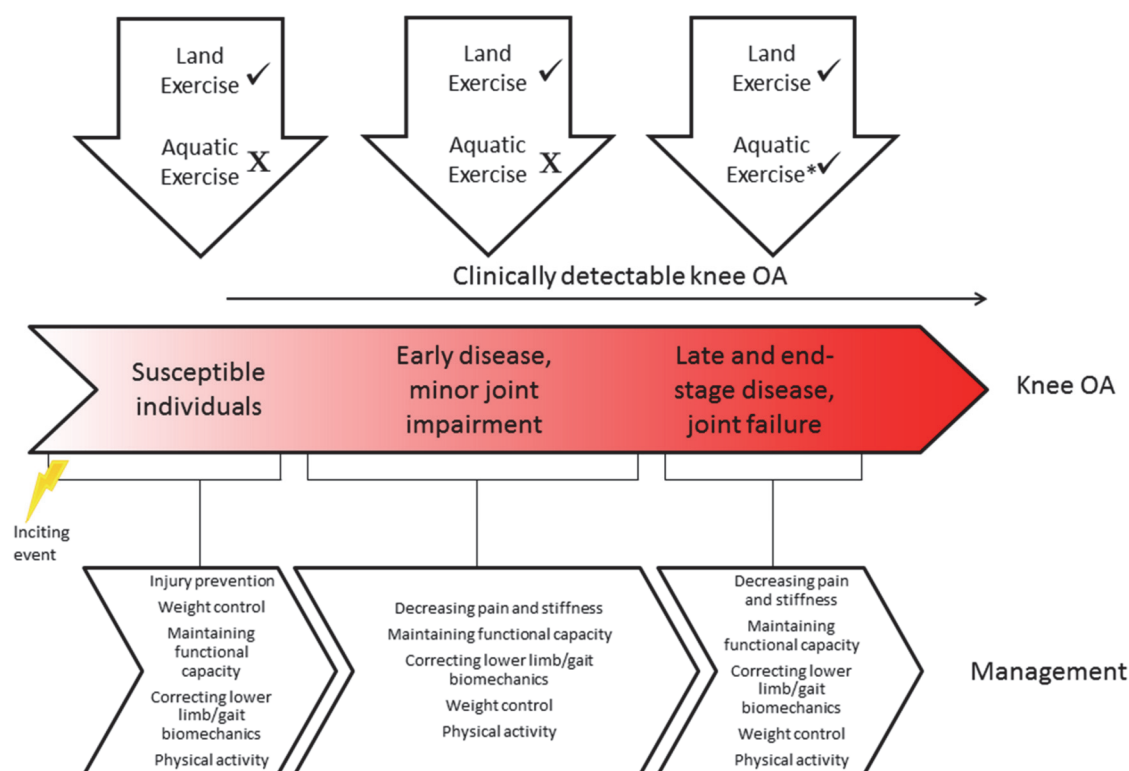 Land
Exercise ✓
Aquatic
Exercise X
Land
Exercise ✓
Aquatic
Exercise X
Land
Exercise ✓
Aquatic
Exercise* ✓
Clinically detectable knee OA
Susceptible
individuals
Early disease,
minor joint
impairment
Late and end-
stage disease,
joint failure
Knee OA
Inciting
event
Injury prevention
Weight control
Maintaining
functional
capacity
Correcting lower
limb/gait
biomechanics
Physical activity
Decreasing pain and stiffness
Maintaining functional capacity
Correcting lower limb/gait
biomechanics
Weight control
Physical activity
Decreasing pain
and stiffness
Maintaining
functional capacity
Correcting lower
limb/gait
biomechanics
Weight control
Physical activity
Management